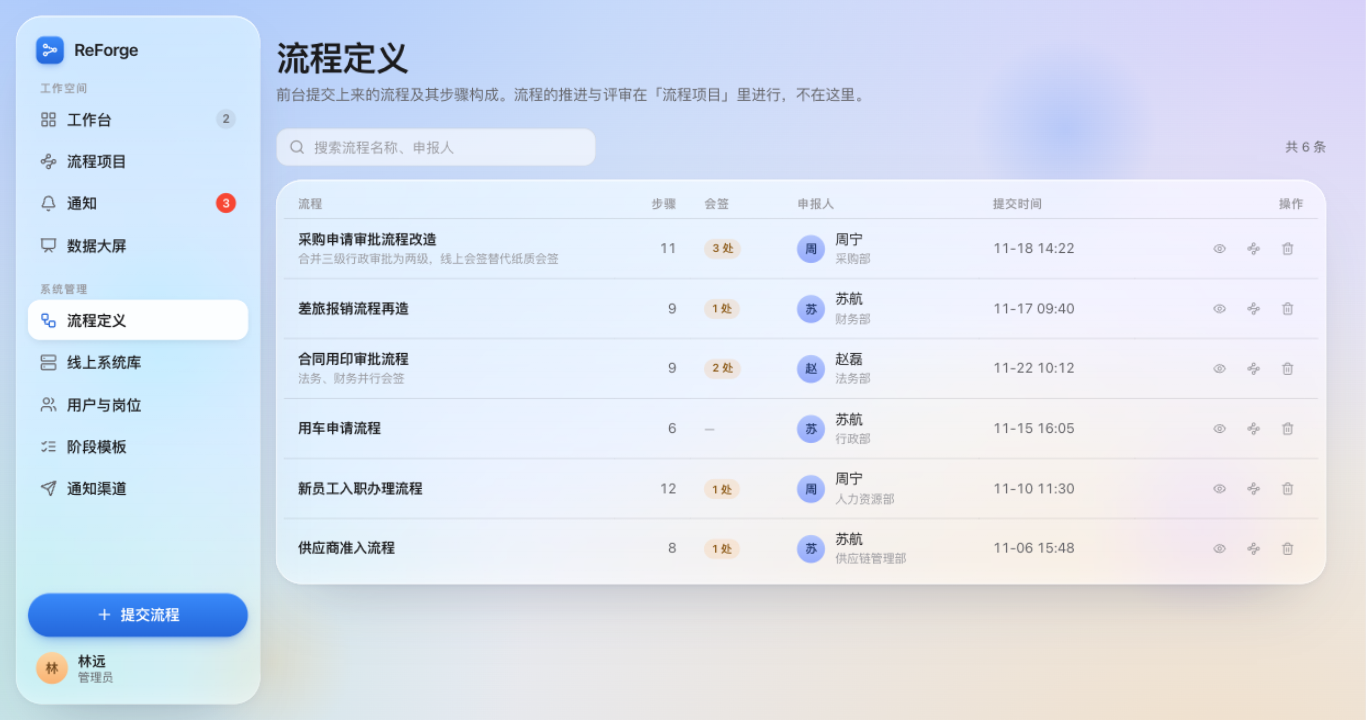 ReForge
工作空间
工作台 2
流程项目
通知 3
数据大屏
系统管理
流程定义
线上系统库
用户与岗位
阶段模板
通知渠道
+ 提交流程
林 林远
管理员
流程定义
前台提交上来的流程及其步骤构成。流程的推进与评审在「流程项目」里进行，不在这里。
搜索流程名称、申报人
共 6 条
流程 步骤 会签 申报人 提交时间 操作
采购申请审批流程改造 11 3 处 周 周宁 11-18 14:22
合并三级行政审批为两级，线上会签替代纸质会签 采购部
差旅报销流程再造 9 1 处 苏 苏航 11-17 09:40
财务部
合同用印审批流程 9 2 处 赵 赵磊 11-22 10:12
法务、财务并行会签 法务部
用车申请流程 6 — 苏 苏航 11-15 16:05
行政部
新员工入职办理流程 12 1 处 周 周宁 11-10 11:30
人力资源部
供应商准入流程 8 1 处 苏 苏航 11-06 15:48
供应链管理部